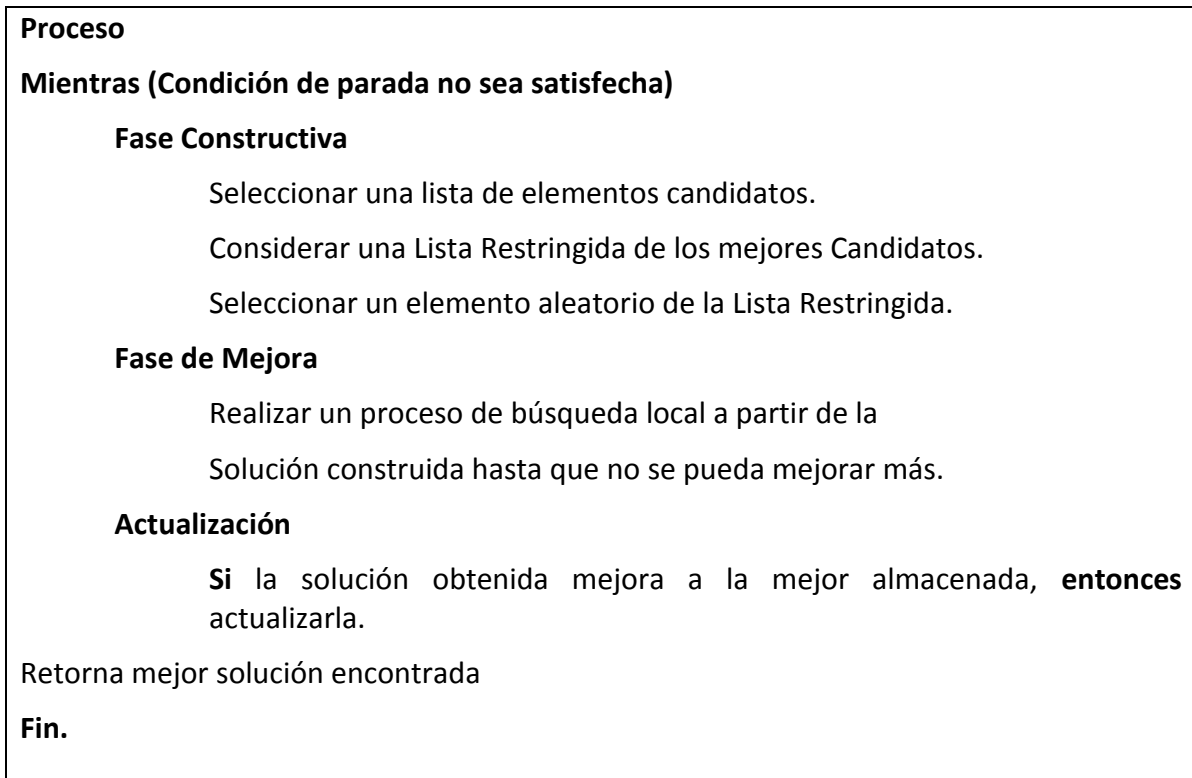 Proceso
Mientras (Condición de parada no sea satisfecha)
Fase Constructiva
Seleccionar una lista de elementos candidatos.
Considerar una Lista Restringida de los mejores Candidatos.
Seleccionar un elemento aleatorio de la Lista Restringida.
Fase de Mejora
Realizar un proceso de búsqueda local a partir de la
Solución construida hasta que no se pueda mejorar más.
Actualización
Si la solución obtenida mejora a la mejor almacenada, entonces
actualizarla.
Retorna mejor solución encontrada
Fin.